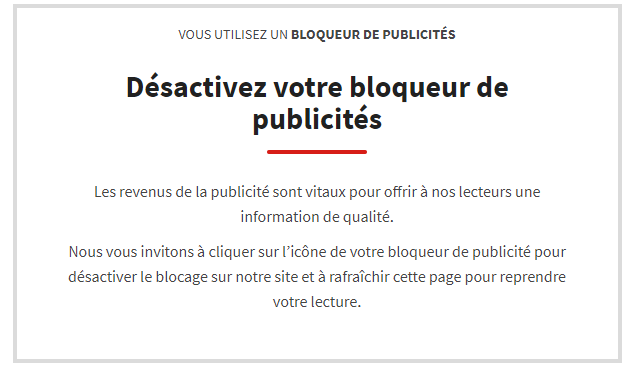 VOUS UTILISEZ UN BLOQUEUR DE PUBLICITÉS
Désactivez votre bloqueur de
publicités
Les revenus de la publicité sont vitaux pour offrir à nos lecteurs une
information de qualité.
Nous vous invitons à cliquer sur l'icône de votre bloqueur de publicité pour
désactiver le blocage sur notre site et à rafraîchir cette page pour reprendre
votre lecture.